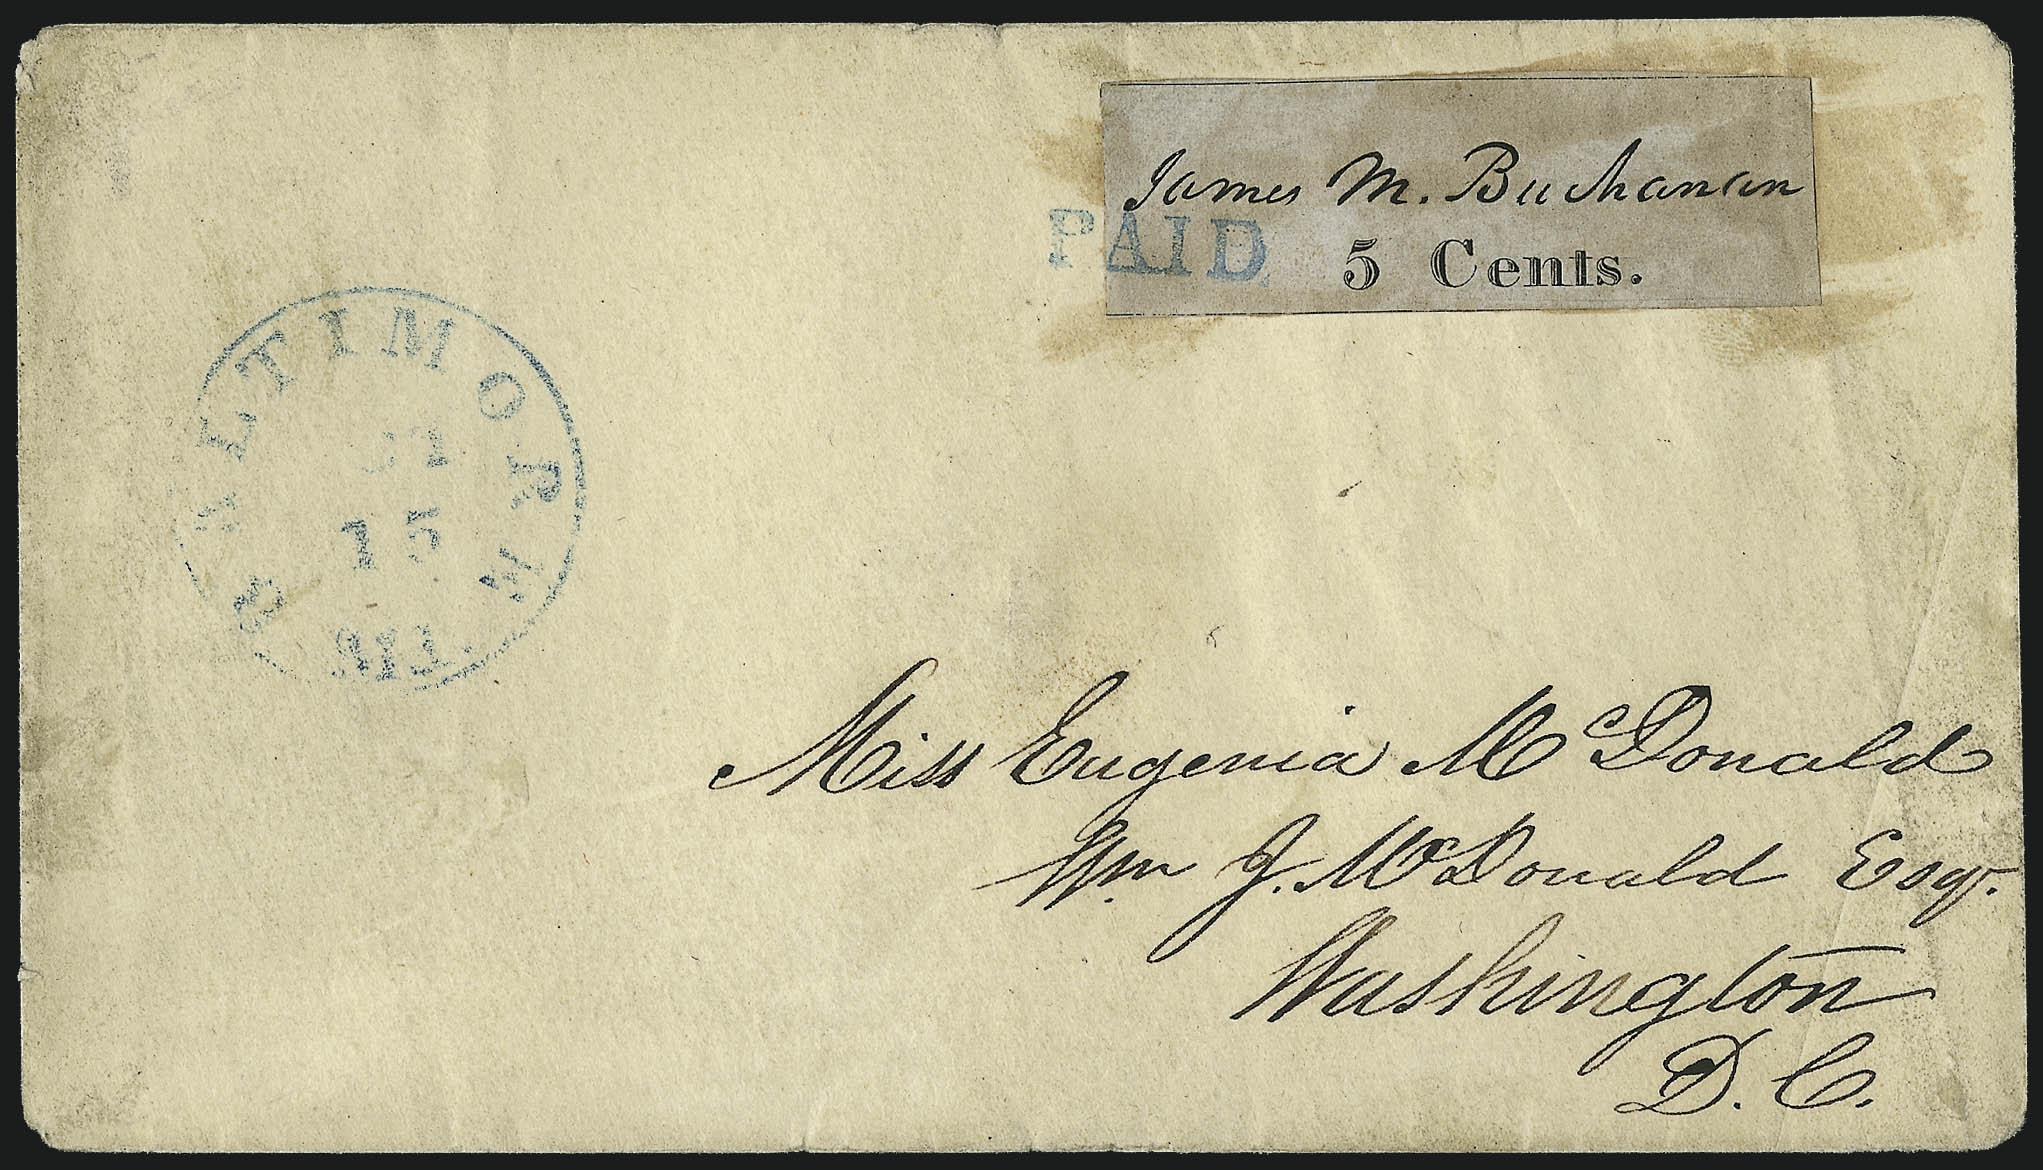 James M. Buchanan
PAID
5 Cents.
BALTIMORE
15
Md.
Miss Eugenia McDonald
Wm J. McDonald Esqr.
Washington
D. C.